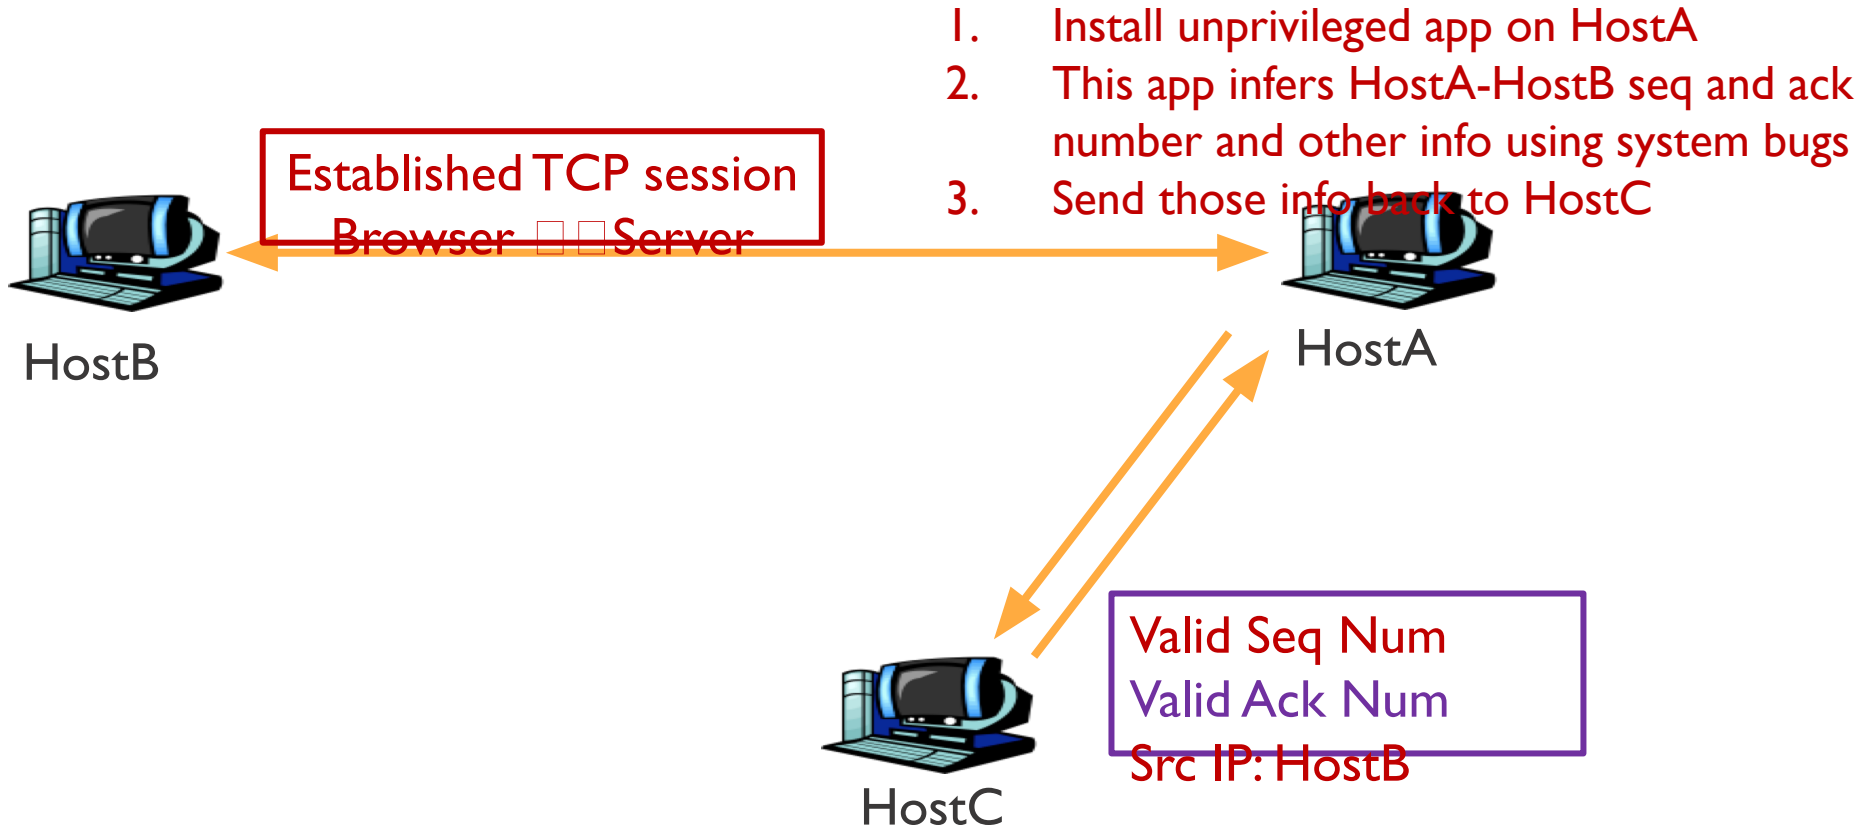 1. Install unprivileged app on HostA
2. This app infers HostA-HostB seq and ack
number and other info using system bugs
3. Send those info back to HostC
Established TCP session
Browser □□Server
HostB
HostA
Valid Seq Num
Valid Ack Num
Src IP: HostB
HostC